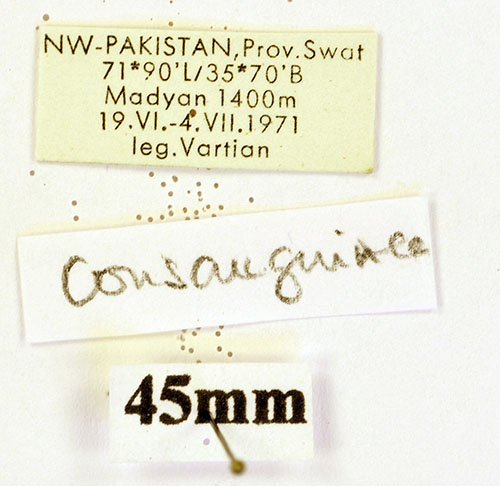 NW-PAKISTAN,Prov.Swat
71*90'L/35*70'B
Madyan 1400m
19.VI.-4.VII.1971
leg.Vartian
Consanguinea
45mm